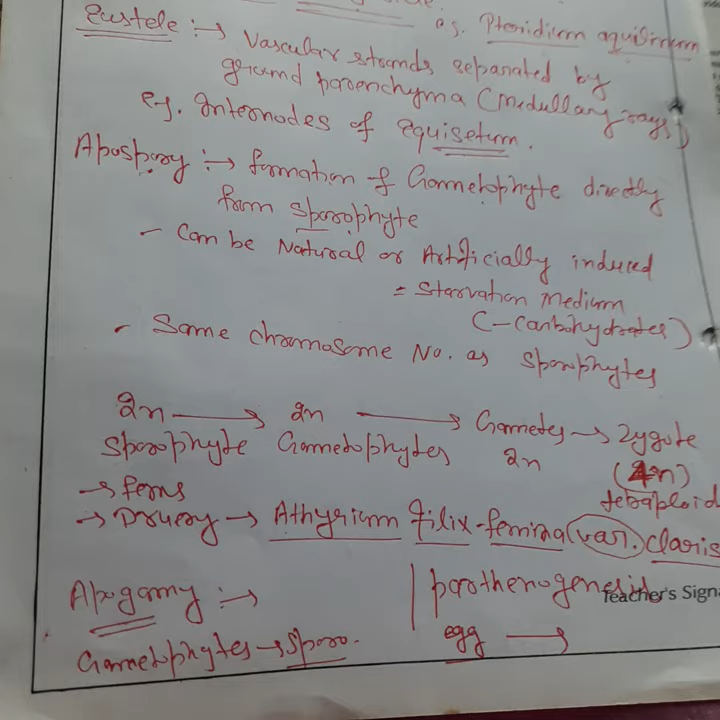 eg. Pteridium aquilinum
Eustele :→ Vascular strands separated by
ground parenchyma (Medullary rays)
eg. Internodes of Equisetum.
Apospory :→ formation of Gametophyte directly
from sporophyte
- Can be Natural or Artificially induced
= Starvation Medium
(-Carbohydrates)
- Same chromosome No. as sporophytes
2n → 2n → Gametes → Zygote
Sporophyte Gametophytes 2n (4n)
tetraploid
→ ferns
→ Druery → Athyrium filix-femina (var. claris
Apogamy :→ | parthenogenesis
Teacher's Signa
Gametophytes → sporo. egg →